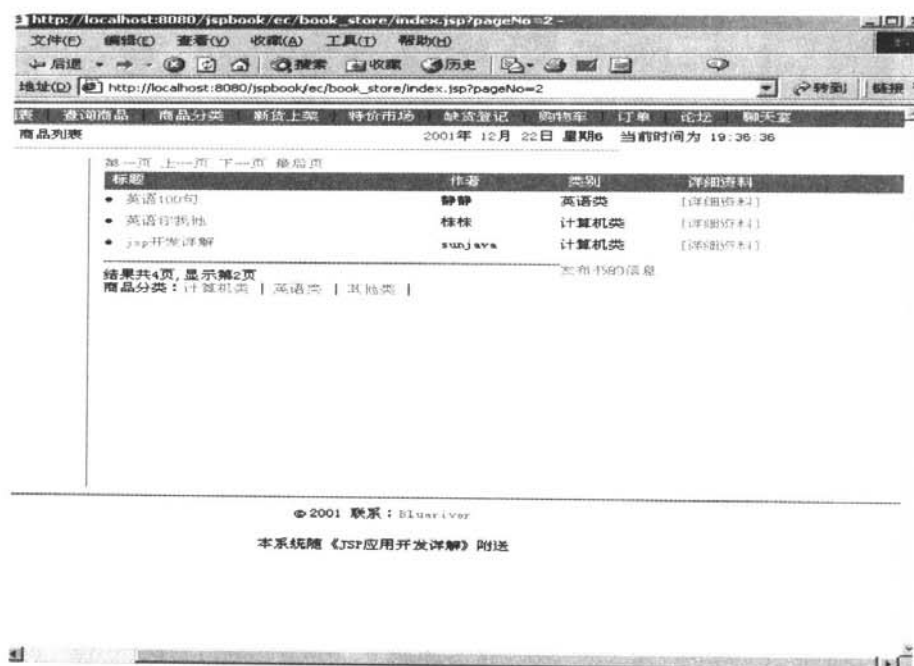 http://localhost:8080/jspbook/ec/book_store/index.jsp?pageNo=2 -
文件(F) 编辑(E) 查看(V) 收藏(A) 工具(T) 帮助(H)
后退 搜索 收藏 历史
地址(D) http://localhost:8080/jspbook/ec/book_store/index.jsp?pageNo=2 转到 链接
表 查询商品 商品分类 新货上架 特价市场 缺货登记 购物车 订单 论坛 聊天室
商品列表 2001年 12月 22日 星期6 当前时间为 19:36:36
第一页 上一页 下一页 最后页
标题 作者 类别 详细资料
• 英语100句 静静 英语类 [详细资料]
• 英语你我他 株株 计算机类 [详细资料]
• jsp开发详解 sunjava 计算机类 [详细资料]
发布书的信息
结果共4页, 显示第2页
商品分类：计算机类 | 英语类 | 其他类 |
© 2001 联系：Blueriver
本系统随《JSP应用开发详解》附送